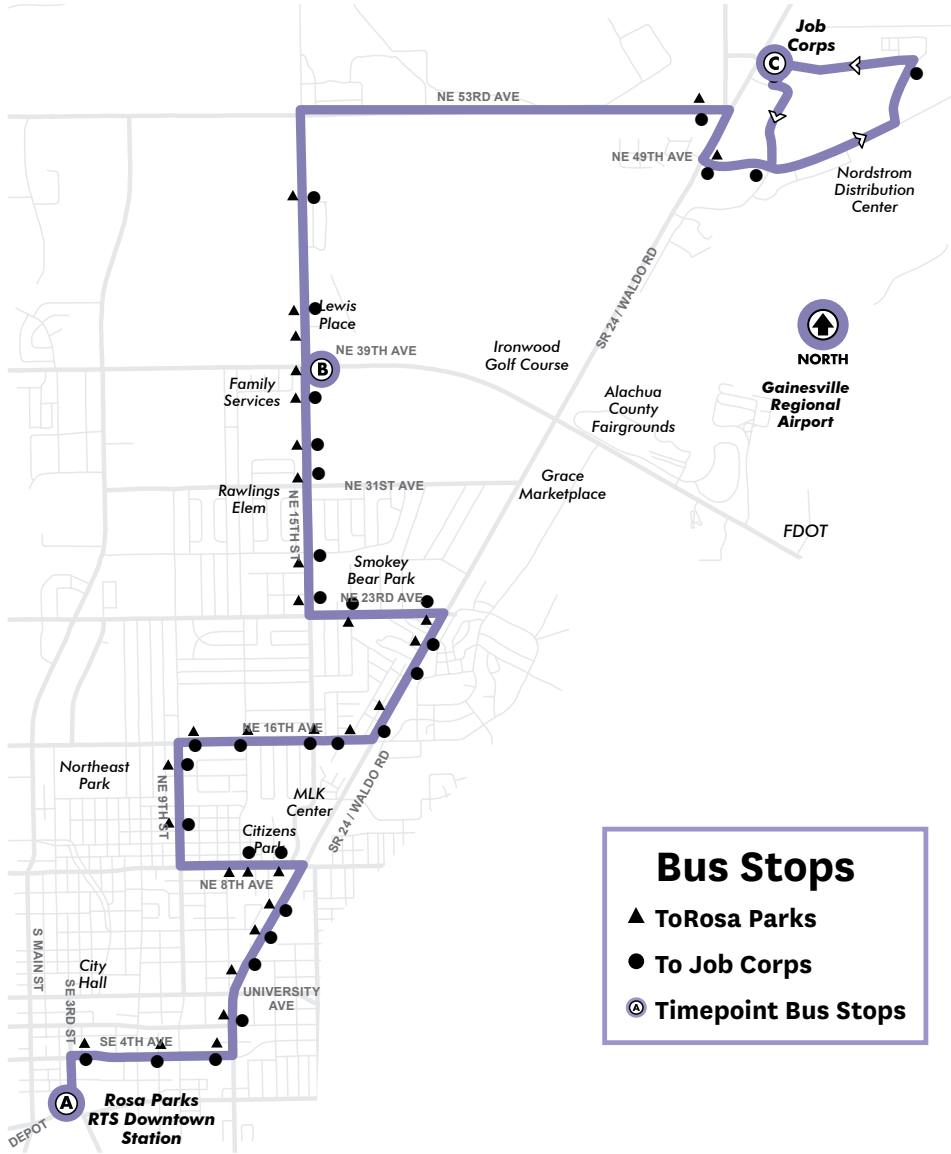 Job
Corps
C
NE 53RD AVE
NE 49TH AVE
Nordstrom
Distribution
Center
SR 24 / WALDO RD
Lewis
Place
NE 39TH AVE
B
Ironwood
Golf Course
NORTH
Family
Services
Alachua
County
Fairgrounds
Gainesville
Regional
Airport
Rawlings
Elem
NE 31ST AVE
NE 15TH ST
Grace
Marketplace
FDOT
Smokey
Bear Park
NE 23RD AVE
NE 16TH AVE
Northeast
Park
NE 9TH ST
MLK
Center
SR 24 / WALDO RD
Citizens
Park
NE 8TH AVE
S MAIN ST
City
Hall
SE 3RD ST
UNIVERSITY
AVE
SE 4TH AVE
A
Rosa Parks
RTS Downtown
Station
DEPOT
Bus Stops
ToRosa Parks
To Job Corps
A Timepoint Bus Stops